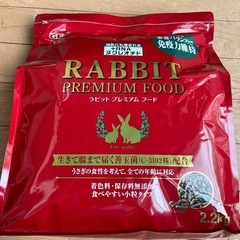 RABBIT
PREMIUM FOOD
ラビット プレミアム フード
免疫力維持
生きて腸まで届く善玉菌(C-3102株)配合
うさぎの食性を考えて、全ての年齢に対応
着色料・保存料無添加
食べやすい小粒タイプ
2.2kg